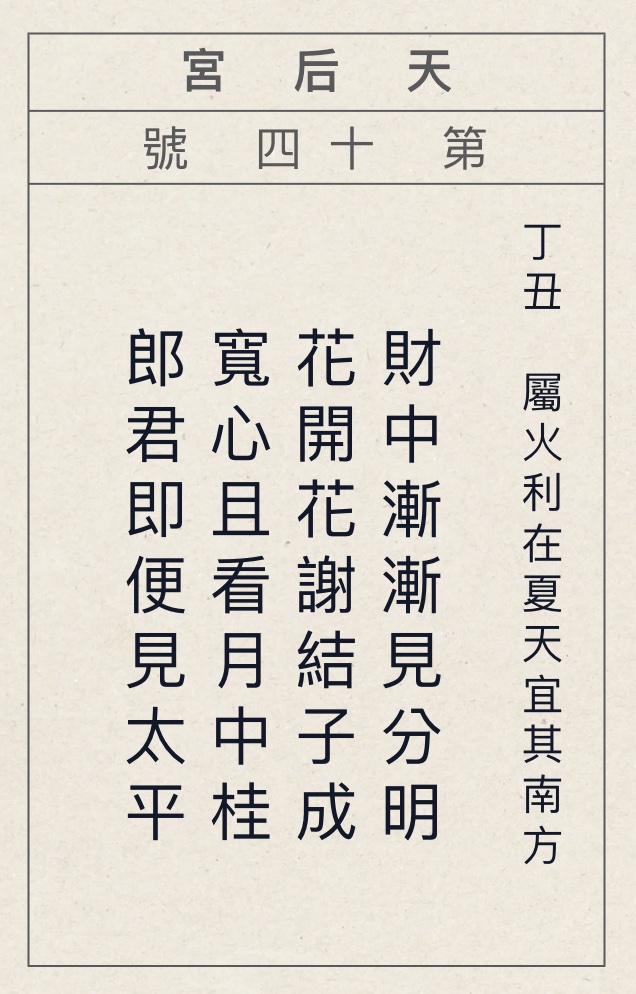 天后宮
第十四號
丁丑　屬火利在夏天宜其南方
財中漸漸見分明
花開花謝結子成
寬心且看月中桂
郎君即便見太平